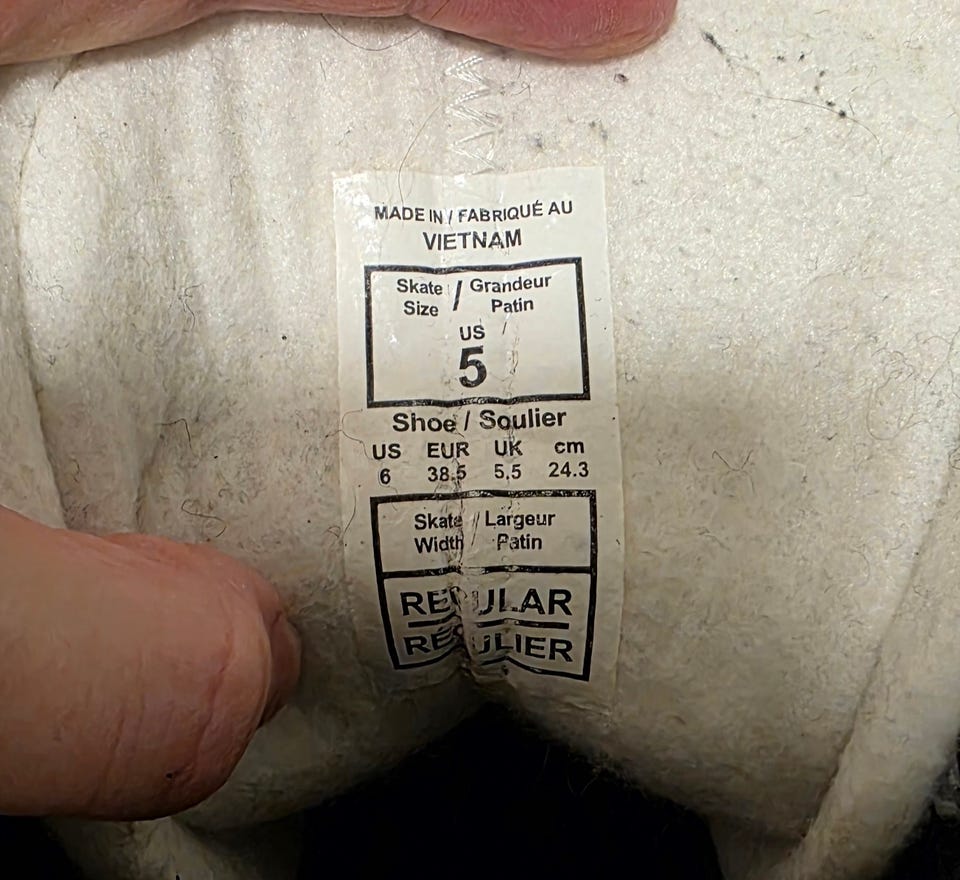 MADE IN / FABRIQUÉ AU
VIETNAM
Skate / Grandeur
Size Patin
US
5
Shoe / Soulier
US EUR UK cm
6 38.5 5.5 24.3
Skate / Largeur
Width Patin
REGULAR
REGULIER